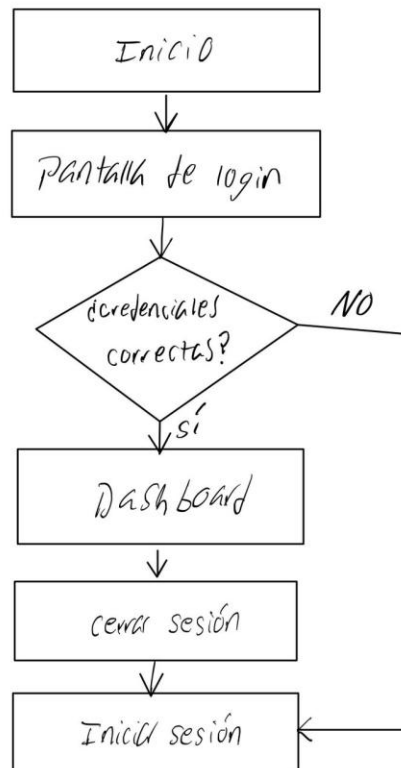 Inicio
Pantalla de login
¿credenciales
correctas?
NO
sí
Dashboard
cerrar sesión
Iniciar sesión